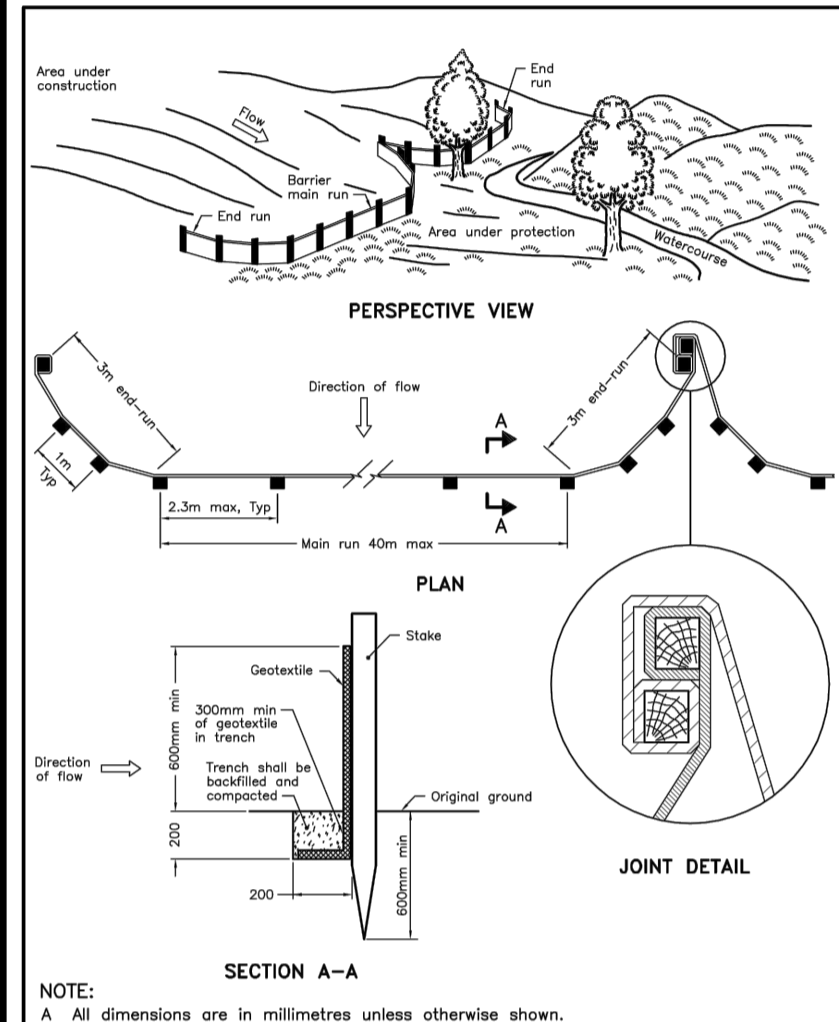 Area under
construction
Flow
End
run
Barrier
main run
End run
Area under protection
Watercourse
PERSPECTIVE VIEW
3m end-run
Direction of flow
3m end-run
A
1m
Typ
2.3m max, Typ
A
Main run 40m max
PLAN
Stake
Geotextile
600mm min
300mm min
of geotextile
in trench
Direction
of flow
Trench shall be
backfilled and
compacted
Original ground
200
200
600mm min
JOINT DETAIL
SECTION A-A
NOTE:
A All dimensions are in millimetres unless otherwise shown.